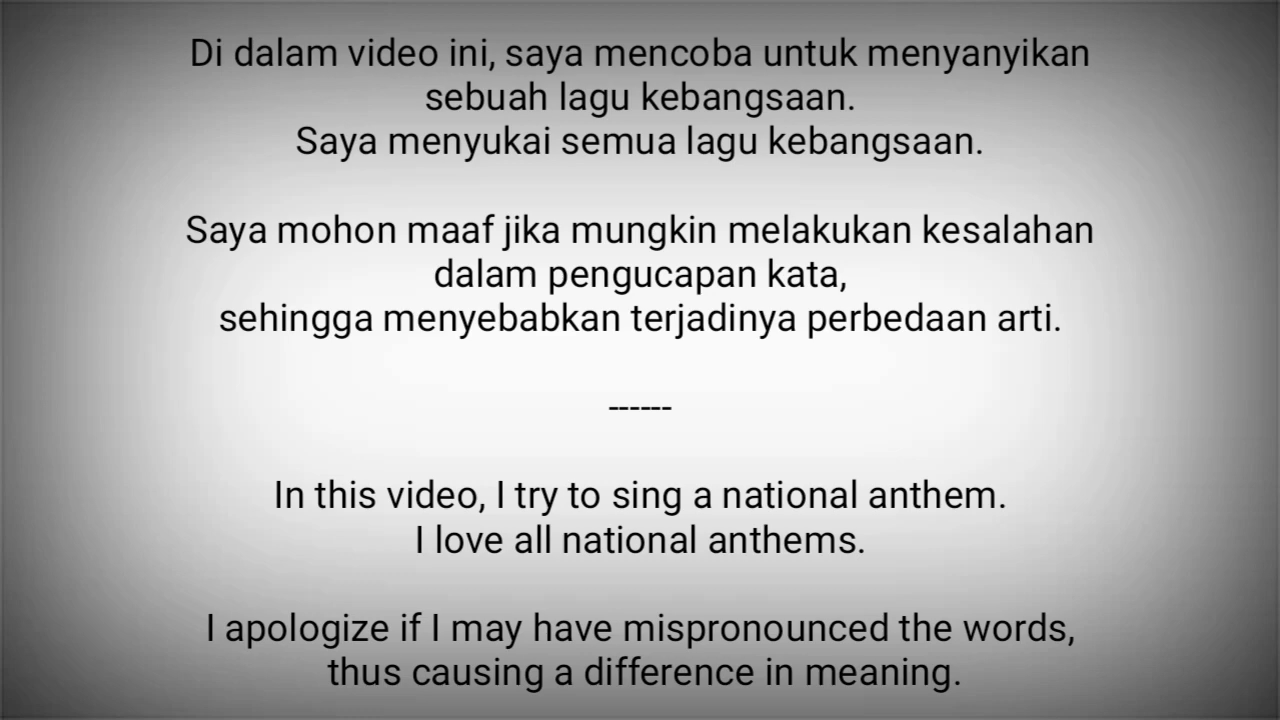 Di dalam video ini, saya mencoba untuk menyanyikan
sebuah lagu kebangsaan.
Saya menyukai semua lagu kebangsaan.
Saya mohon maaf jika mungkin melakukan kesalahan
dalam pengucapan kata,
sehingga menyebabkan terjadinya perbedaan arti.
------
In this video, I try to sing a national anthem.
I love all national anthems.
I apologize if I may have mispronounced the words,
thus causing a difference in meaning.